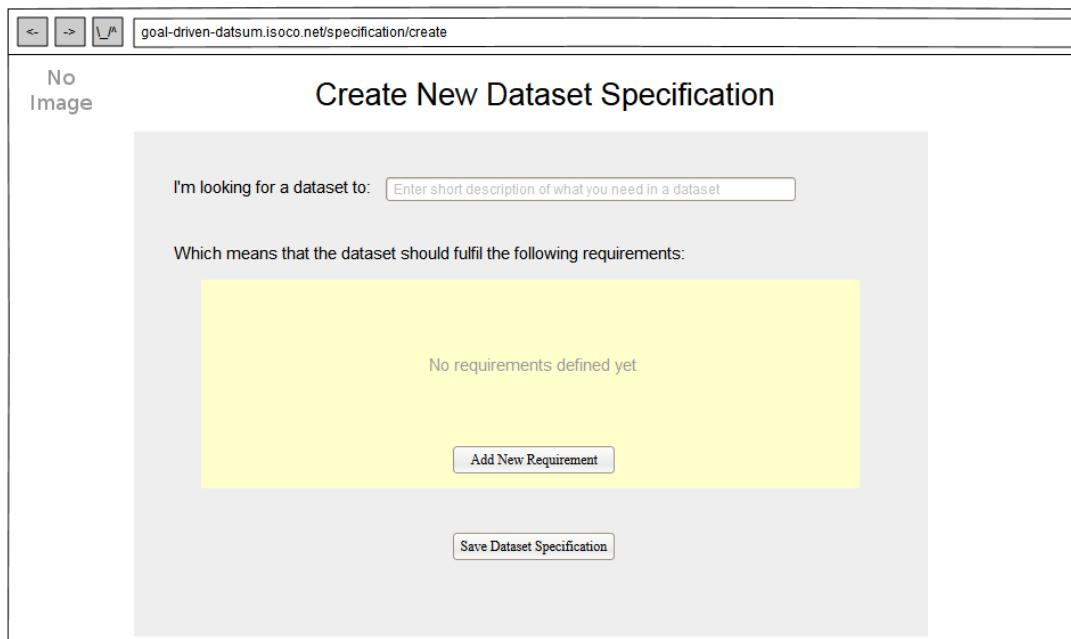 <- -> \_/^ goal-driven-datsum.isoco.net/specification/create
No
Image
Create New Dataset Specification
I'm looking for a dataset to: Enter short description of what you need in a dataset
Which means that the dataset should fulfil the following requirements:
No requirements defined yet
Add New Requirement
Save Dataset Specification